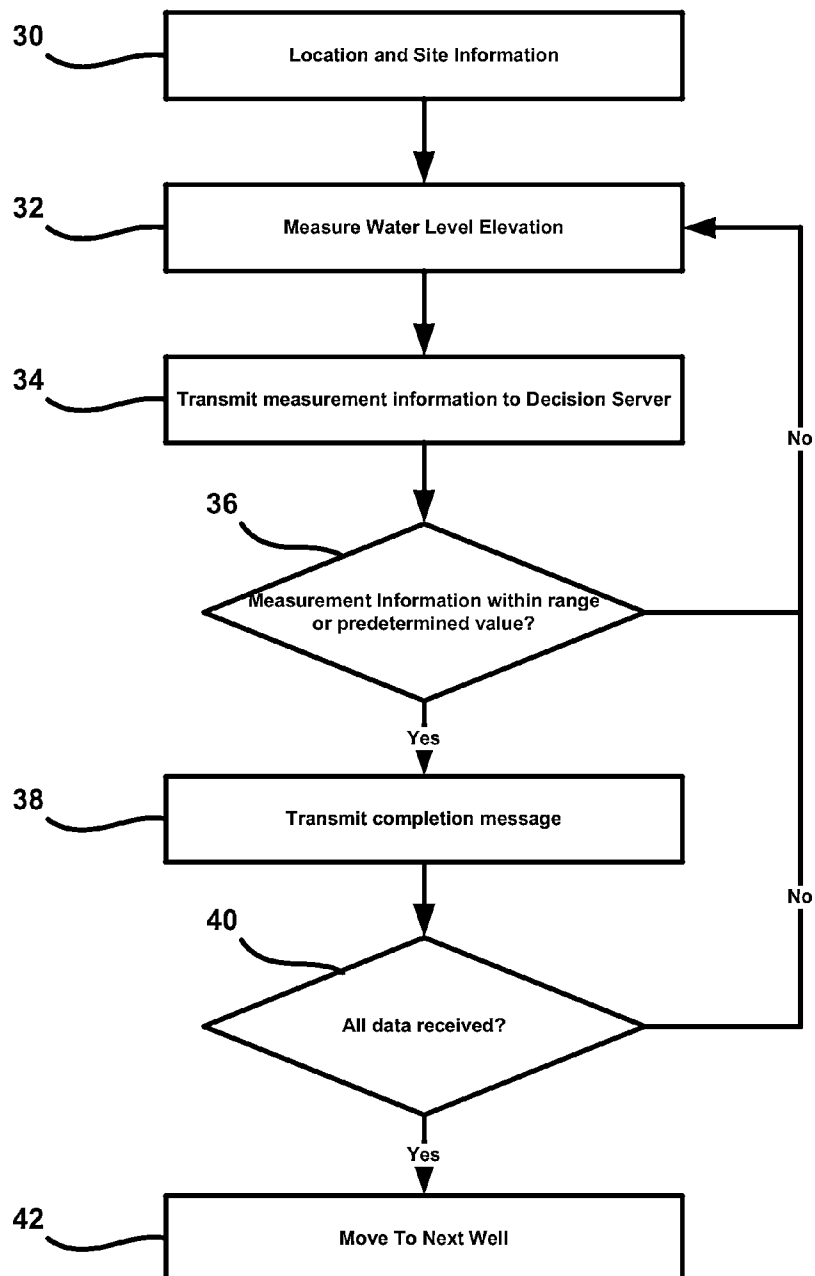 30
Location and Site Information
32
Measure Water Level Elevation
34
Transmit measurement information to Decision Server
No
36
Measurement Information within range
or predetermined value?
Yes
38
Transmit completion message
No
40
All data received?
Yes
42
Move To Next Well